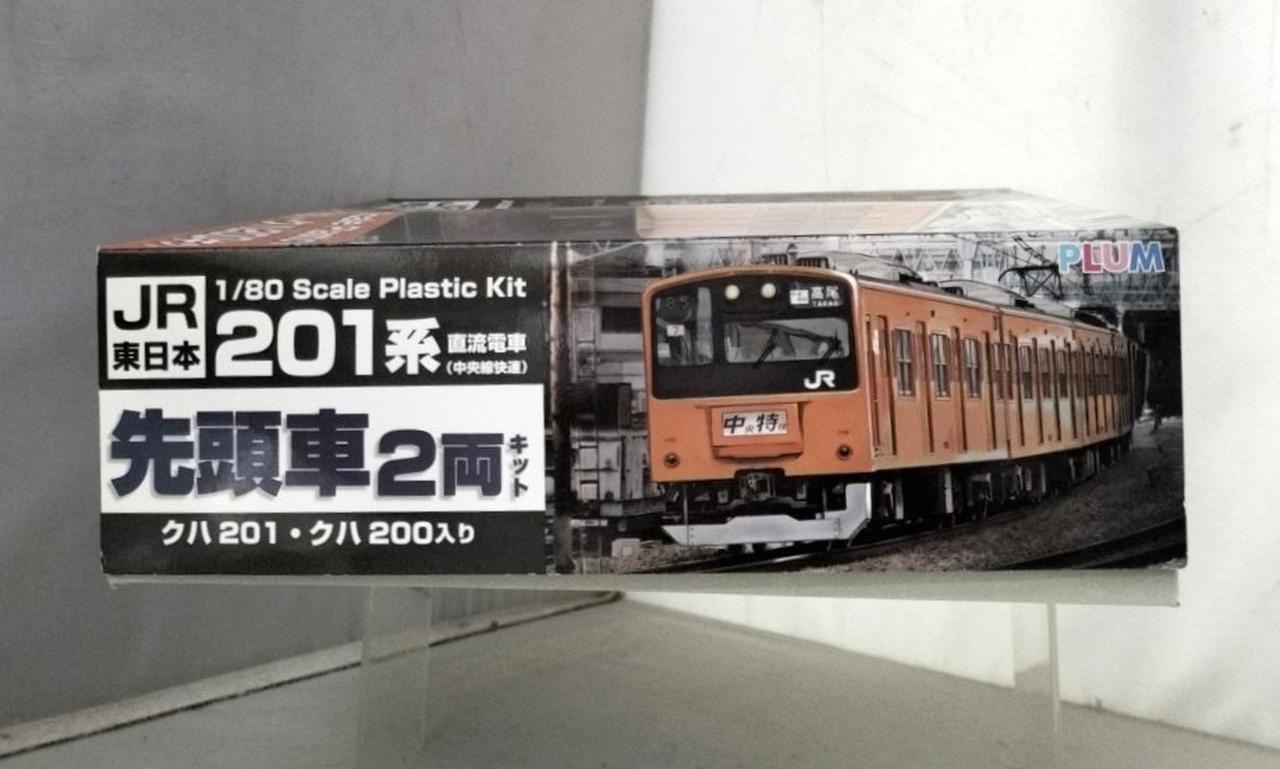 JR
東日本
1/80 Scale Plastic Kit
201系
直流電車
(中央線快速)
先頭車2両
キット
クハ201・クハ200入り
PLUM
高尾
TAKAO
7
JR
中央特快